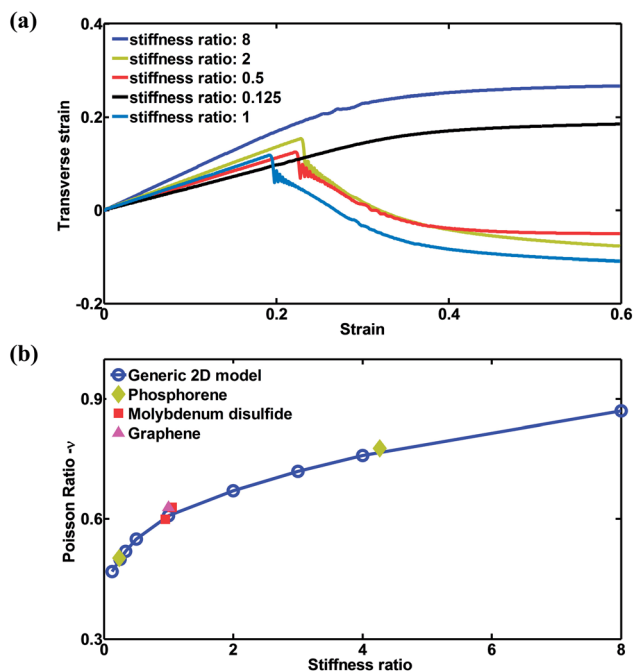 (a)
0.4
0.2
0
-0.2
Transverse strain
stiffness ratio: 8
stiffness ratio: 2
stiffness ratio: 0.5
stiffness ratio: 0.125
stiffness ratio: 1
0 0.2 0.4 0.6
Strain
(b)
0.9
0.6
0.3
Poisson Ratio -ν
Generic 2D model
Phosphorene
Molybdenum disulfide
Graphene
0 2 4 6 8
Stiffness ratio